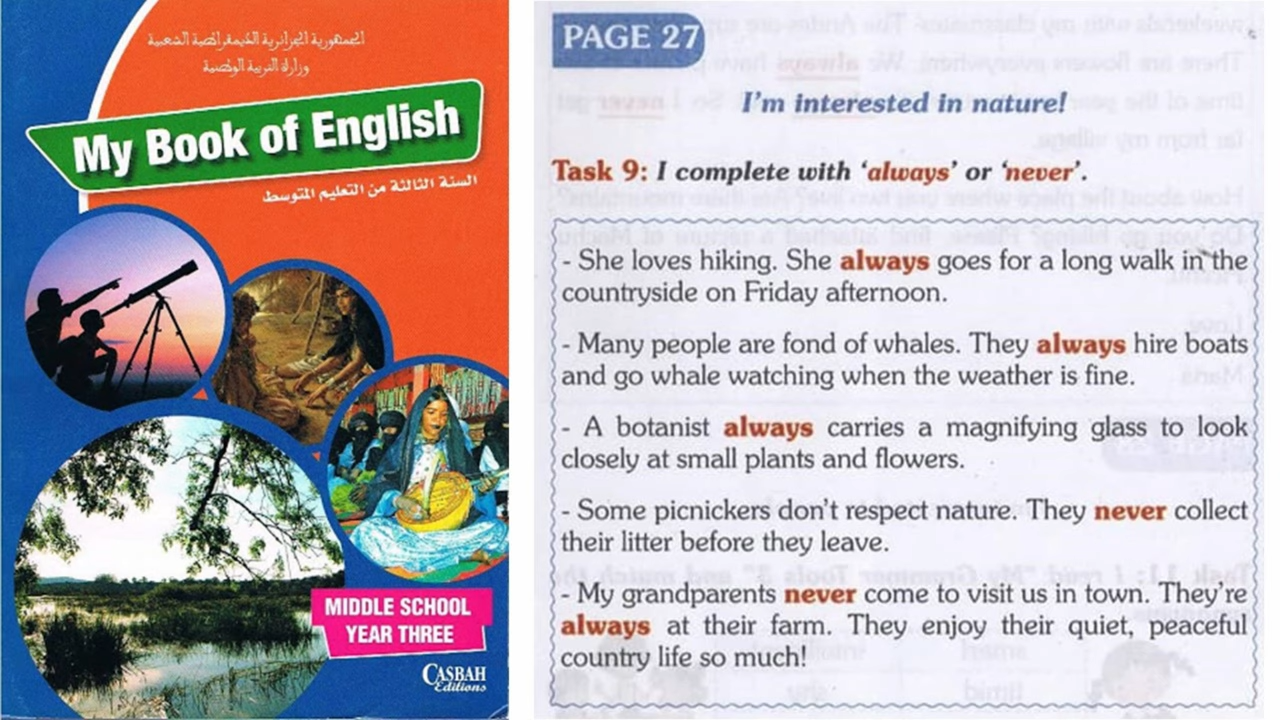 الجمهورية الجزائرية الديمقراطية الشعبية
وزارة التربية الوطنية
My Book of English
السنة الثالثة من التعليم المتوسط
MIDDLE SCHOOL
YEAR THREE
CASBAH
Editions
PAGE 27
I'm interested in nature!
Task 9: I complete with ‘always’ or ‘never’.
- She loves hiking. She always goes for a long walk in the
countryside on Friday afternoon.
- Many people are fond of whales. They always hire boats
and go whale watching when the weather is fine.
- A botanist always carries a magnifying glass to look
closely at small plants and flowers.
- Some picnickers don't respect nature. They never collect
their litter before they leave.
- My grandparents never come to visit us in town. They're
always at their farm. They enjoy their quiet, peaceful
country life so much!